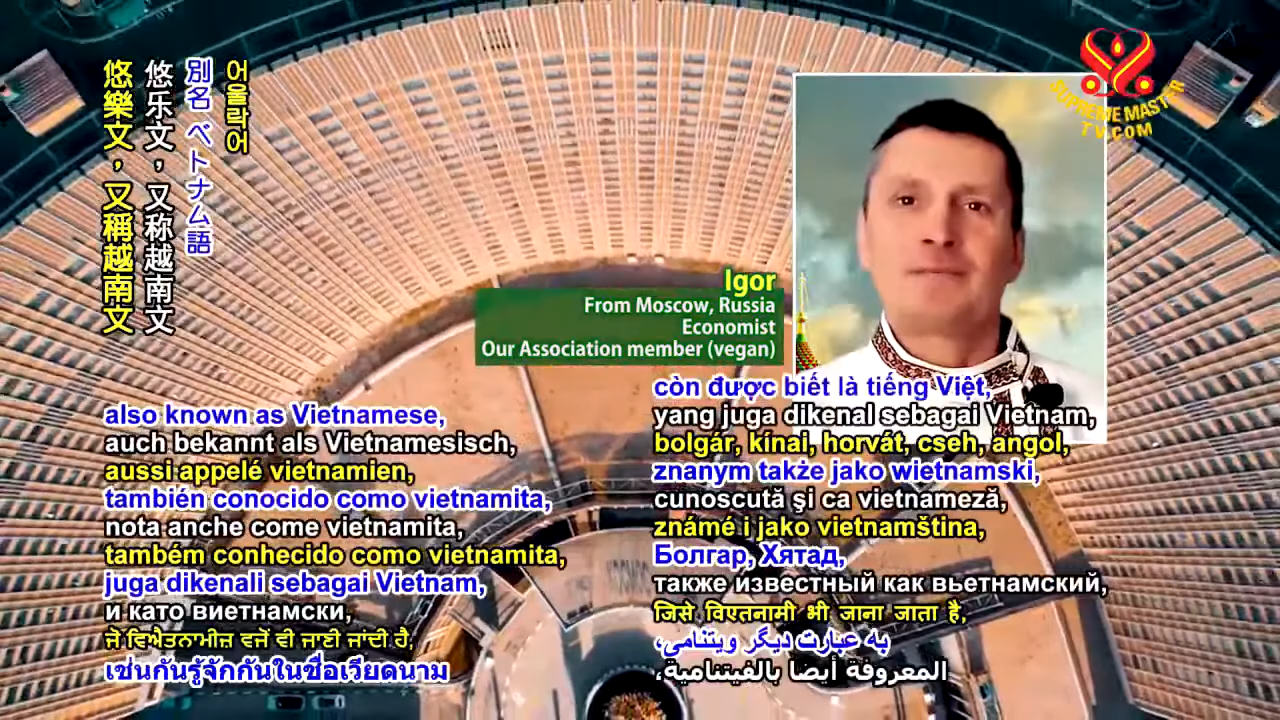 SUPREME MASTER
TV.COM
어울락어
別名 ベトナム語
悠乐文，又称越南文
悠樂文，又稱越南文
Igor
From Moscow, Russia
Economist
Our Association member (vegan)
also known as Vietnamese,
auch bekannt als Vietnamesisch,
aussi appelé vietnamien,
también conocido como vietnamita,
nota anche come vietnamita,
também conhecido como vietnamita,
juga dikenali sebagai Vietnam,
и като виетнамски,
ਜੋ ਵਿਐਤਨਾਮੀਜ਼ ਵਜੋਂ ਵੀ ਜਾਣੀ ਜਾਂਦੀ ਹੈ,
เช่นกันรู้จักกันในชื่อเวียดนาม
còn được biết là tiếng Việt,
yang juga dikenal sebagai Vietnam,
bolgár, kínai, horvát, cseh, angol,
znanym także jako wietnamski,
cunoscută şi ca vietnameză,
známé i jako vietnamština,
Болгар, Хятад,
также известный как вьетнамский,
जिसे विएतनामी भी जाना जाता है,
به عبارت دیگر ویتنامی،
المعروفة أيضا بالفيتنامية،